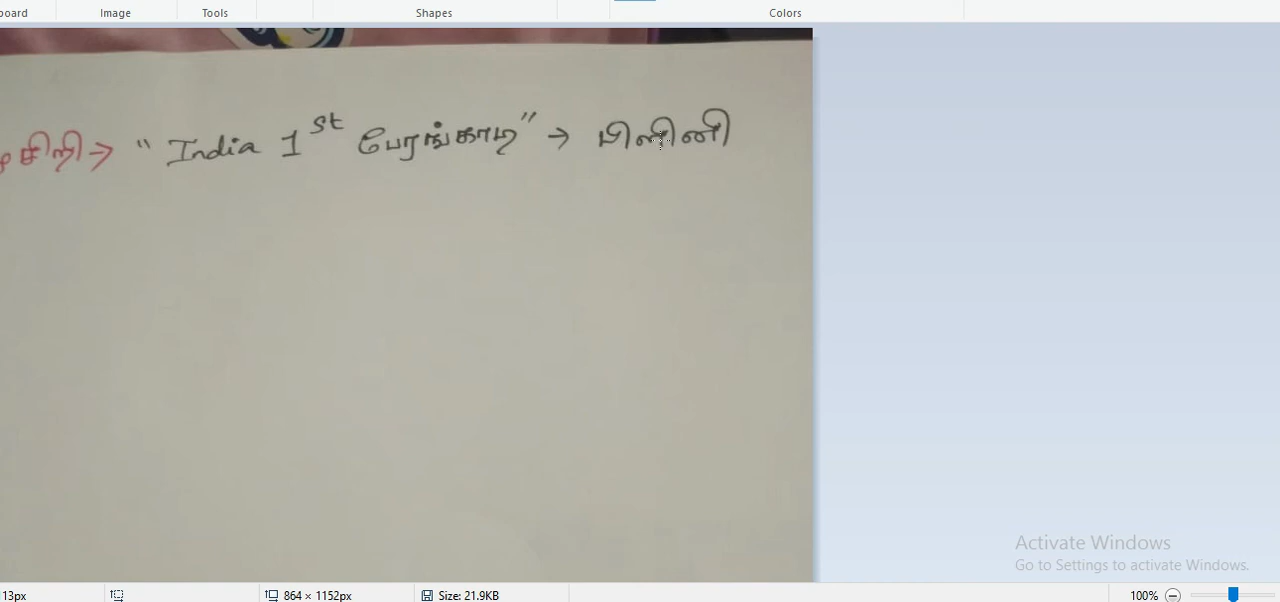 board Image Tools Shapes Colors
சிறி → " India 1st பேரங்காடி " → மினினி
Activate Windows
Go to Settings to activate Windows.
13px 864 × 1152px Size: 21.9KB 100%